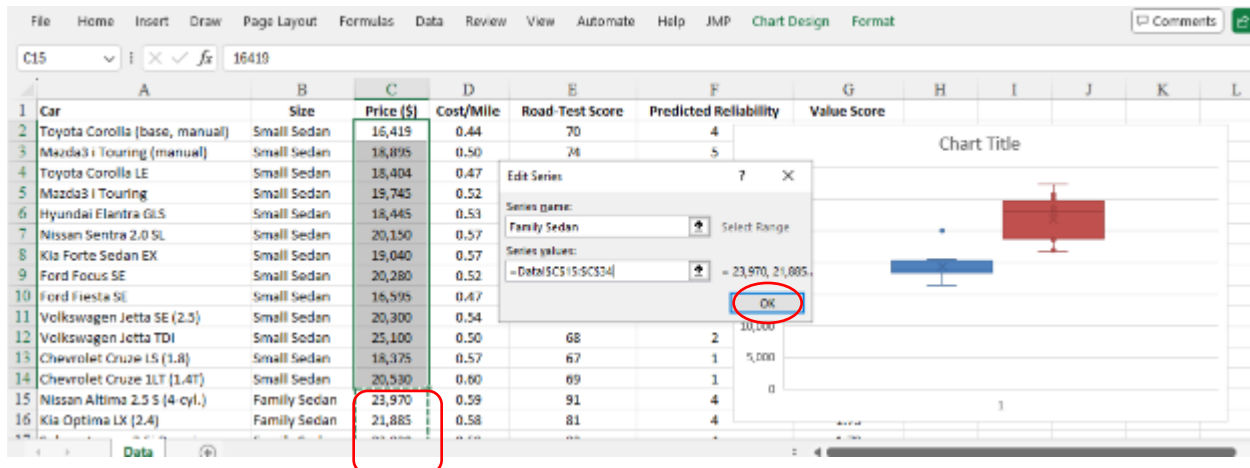 File Home Insert Draw Page Layout Formulas Data Review View Automate Help JMP Chart Design Format Comments
C15 fx 16419
A B C D E F G H I J K L
1 Car Size Price ($) Cost/Mile Road-Test Score Predicted Reliability Value Score
2 Toyota Corolla (base, manual) Small Sedan 16,419 0.44 70 4
Chart Title
3 Mazda3 i Touring (manual) Small Sedan 18,895 0.50 74 5
4 Toyota Corolla LE Small Sedan 18,404 0.47
Edit Series ? ×
5 Mazda3 i Touring Small Sedan 19,745 0.52
Series name:
6 Hyundai Elantra GLS Small Sedan 18,445 0.53
Family Sedan Select Range
7 Nissan Sentra 2.0 SL Small Sedan 20,150 0.57
Series values:
8 Kia Forte Sedan EX Small Sedan 19,040 0.57
=Data!$C$15:$C$34 = 23,970, 21,885..
9 Ford Focus SE Small Sedan 20,280 0.52
10 Ford Fiesta SE Small Sedan 16,595 0.47
OK
11 Volkswagen Jetta SE (2.5) Small Sedan 20,300 0.54
10,000
12 Volkswagen Jetta TDI Small Sedan 25,100 0.50 68 2
13 Chevrolet Cruze LS (1.8) Small Sedan 18,375 0.57 67 1
5,000
14 Chevrolet Cruze 1LT (1.4T) Small Sedan 20,530 0.60 69 1
0
15 Nissan Altima 2.5 S (4-cyl.) Family Sedan 23,970 0.59 91 4
1
16 Kia Optima LX (2.4) Family Sedan 21,885 0.58 81 4
Data